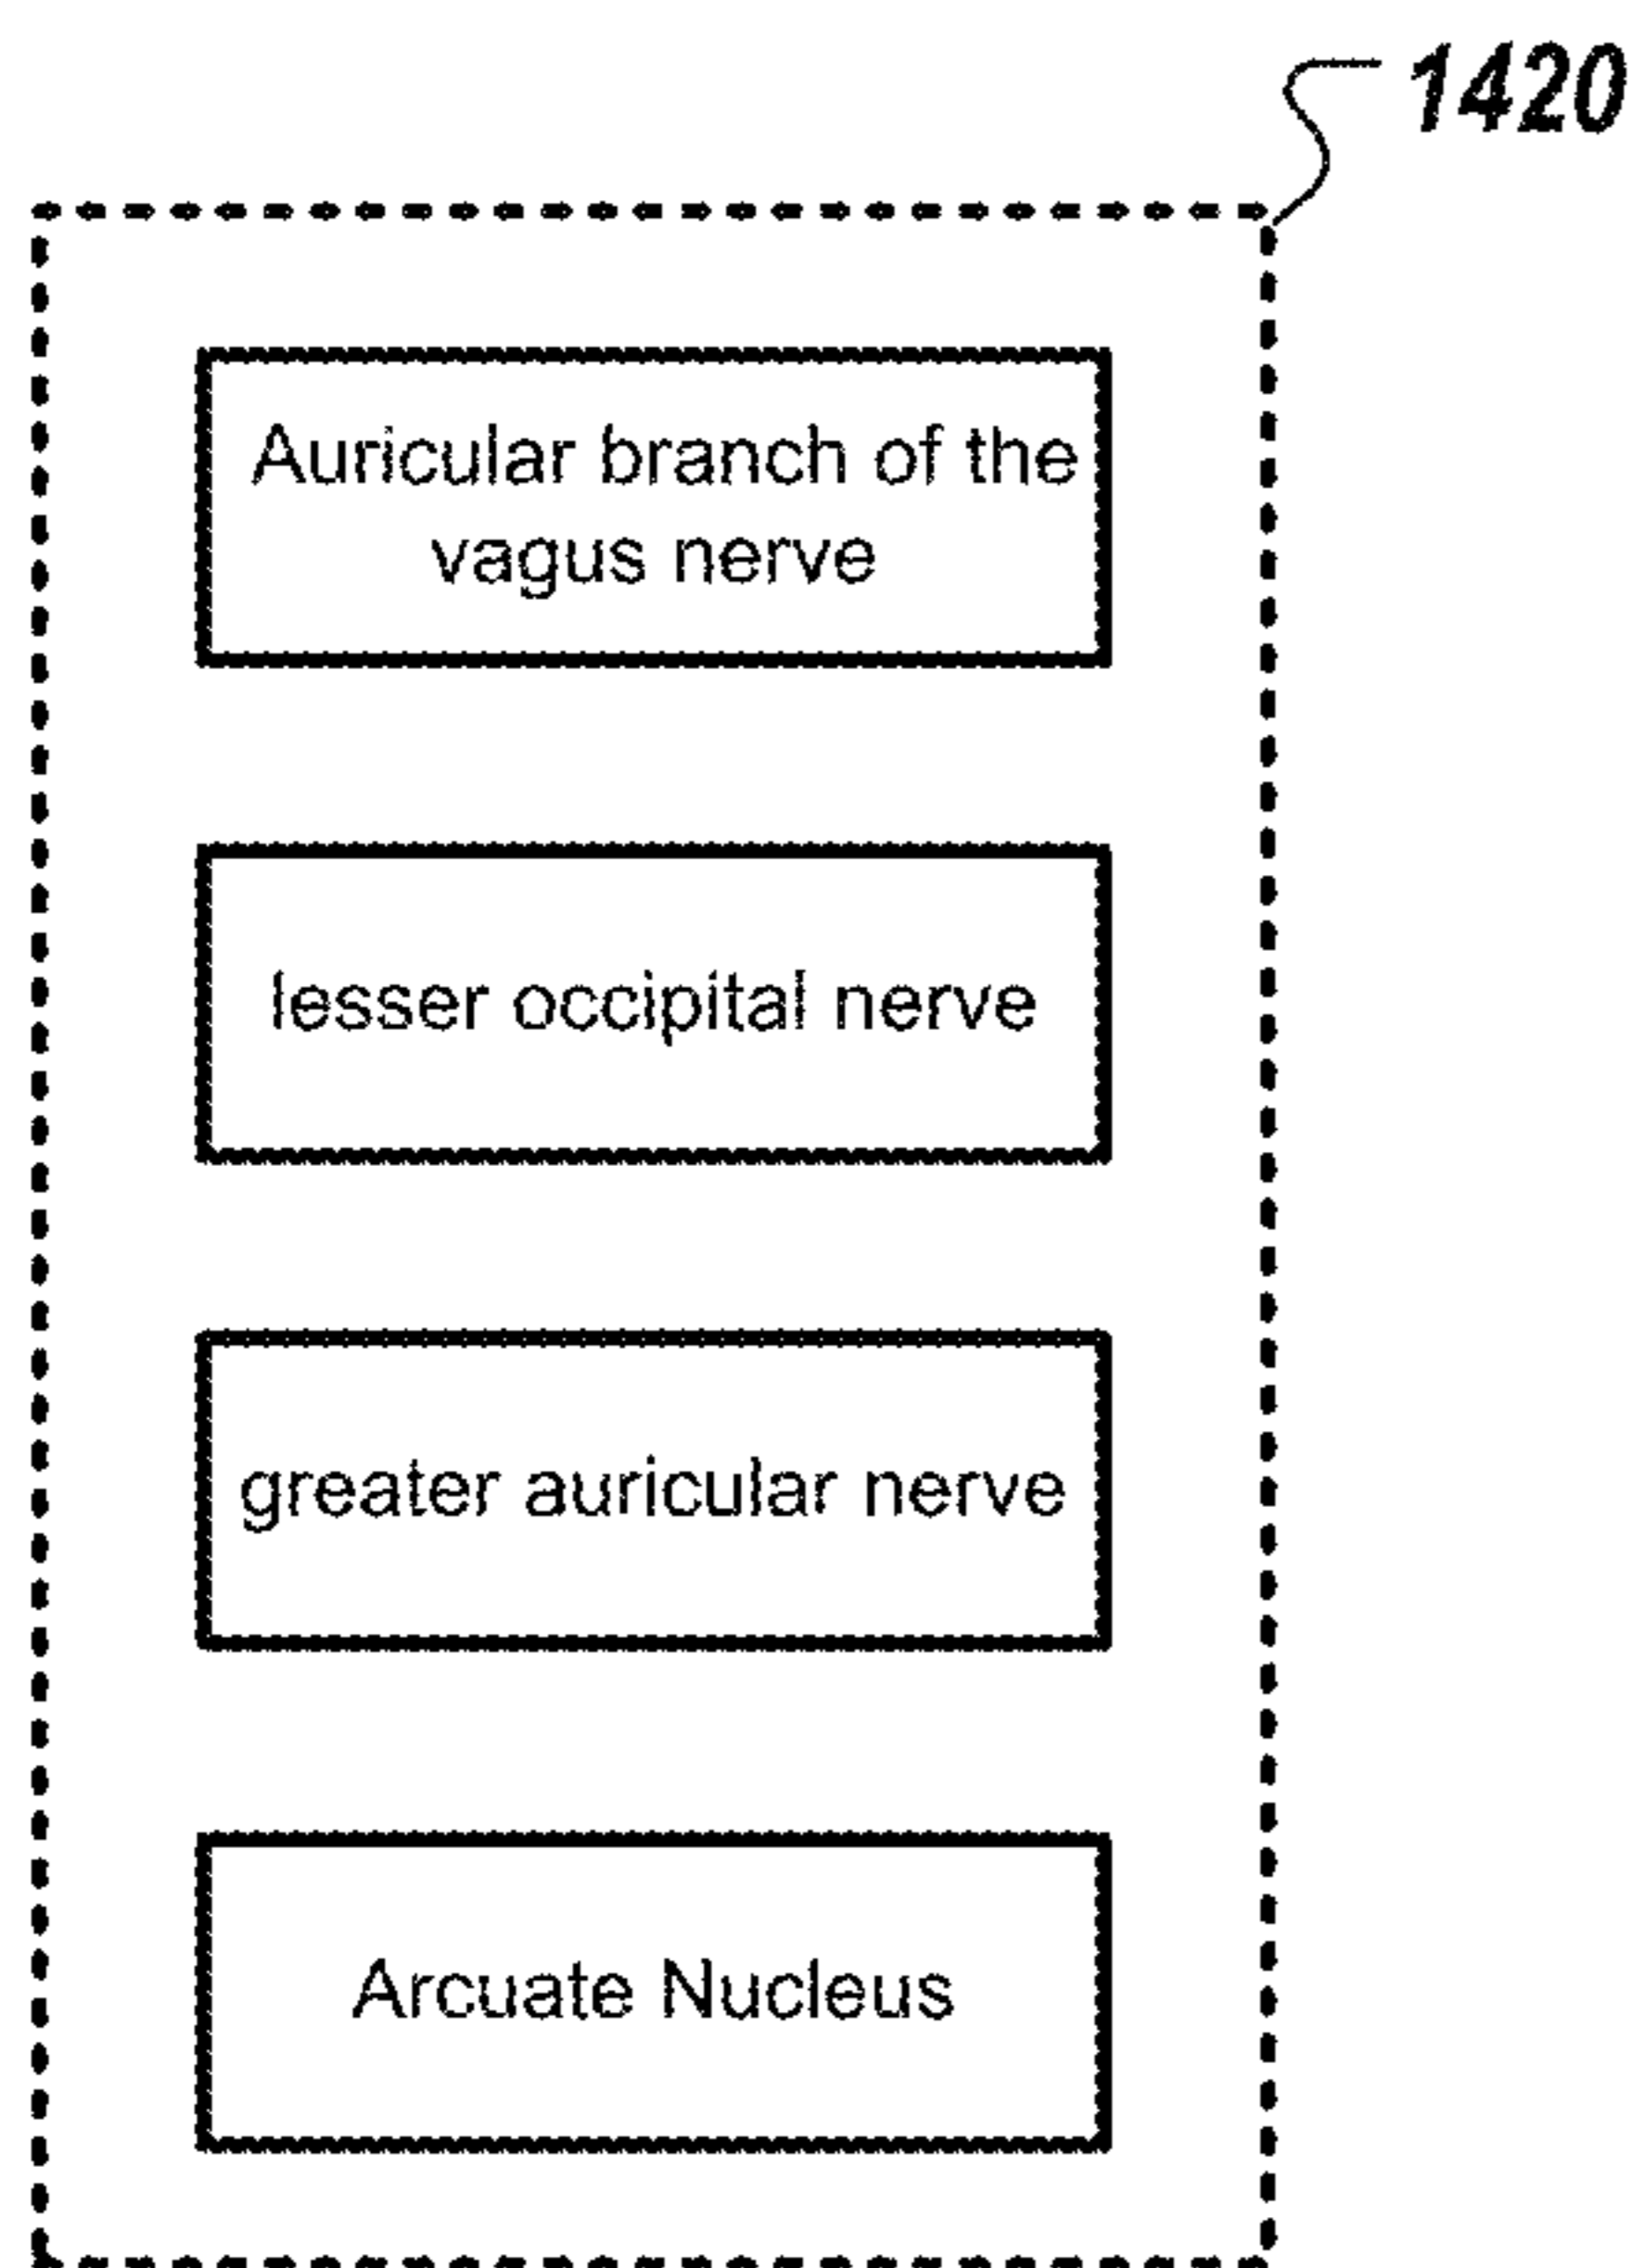 1420
Auricular branch of the
vagus nerve
lesser occipital nerve
greater auricular nerve
Arcuate Nucleus